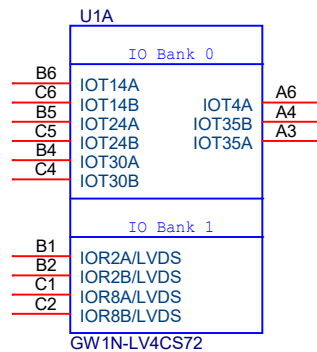 U1A
IO Bank 0
B6 IOT14A
C6 IOT14B IOT4A A6
B5 IOT24A IOT35B A4
C5 IOT24B IOT35A A3
B4 IOT30A
C4 IOT30B
IO Bank 1
B1 IOR2A/LVDS
B2 IOR2B/LVDS
C1 IOR8A/LVDS
C2 IOR8B/LVDS
GW1N-LV4CS72